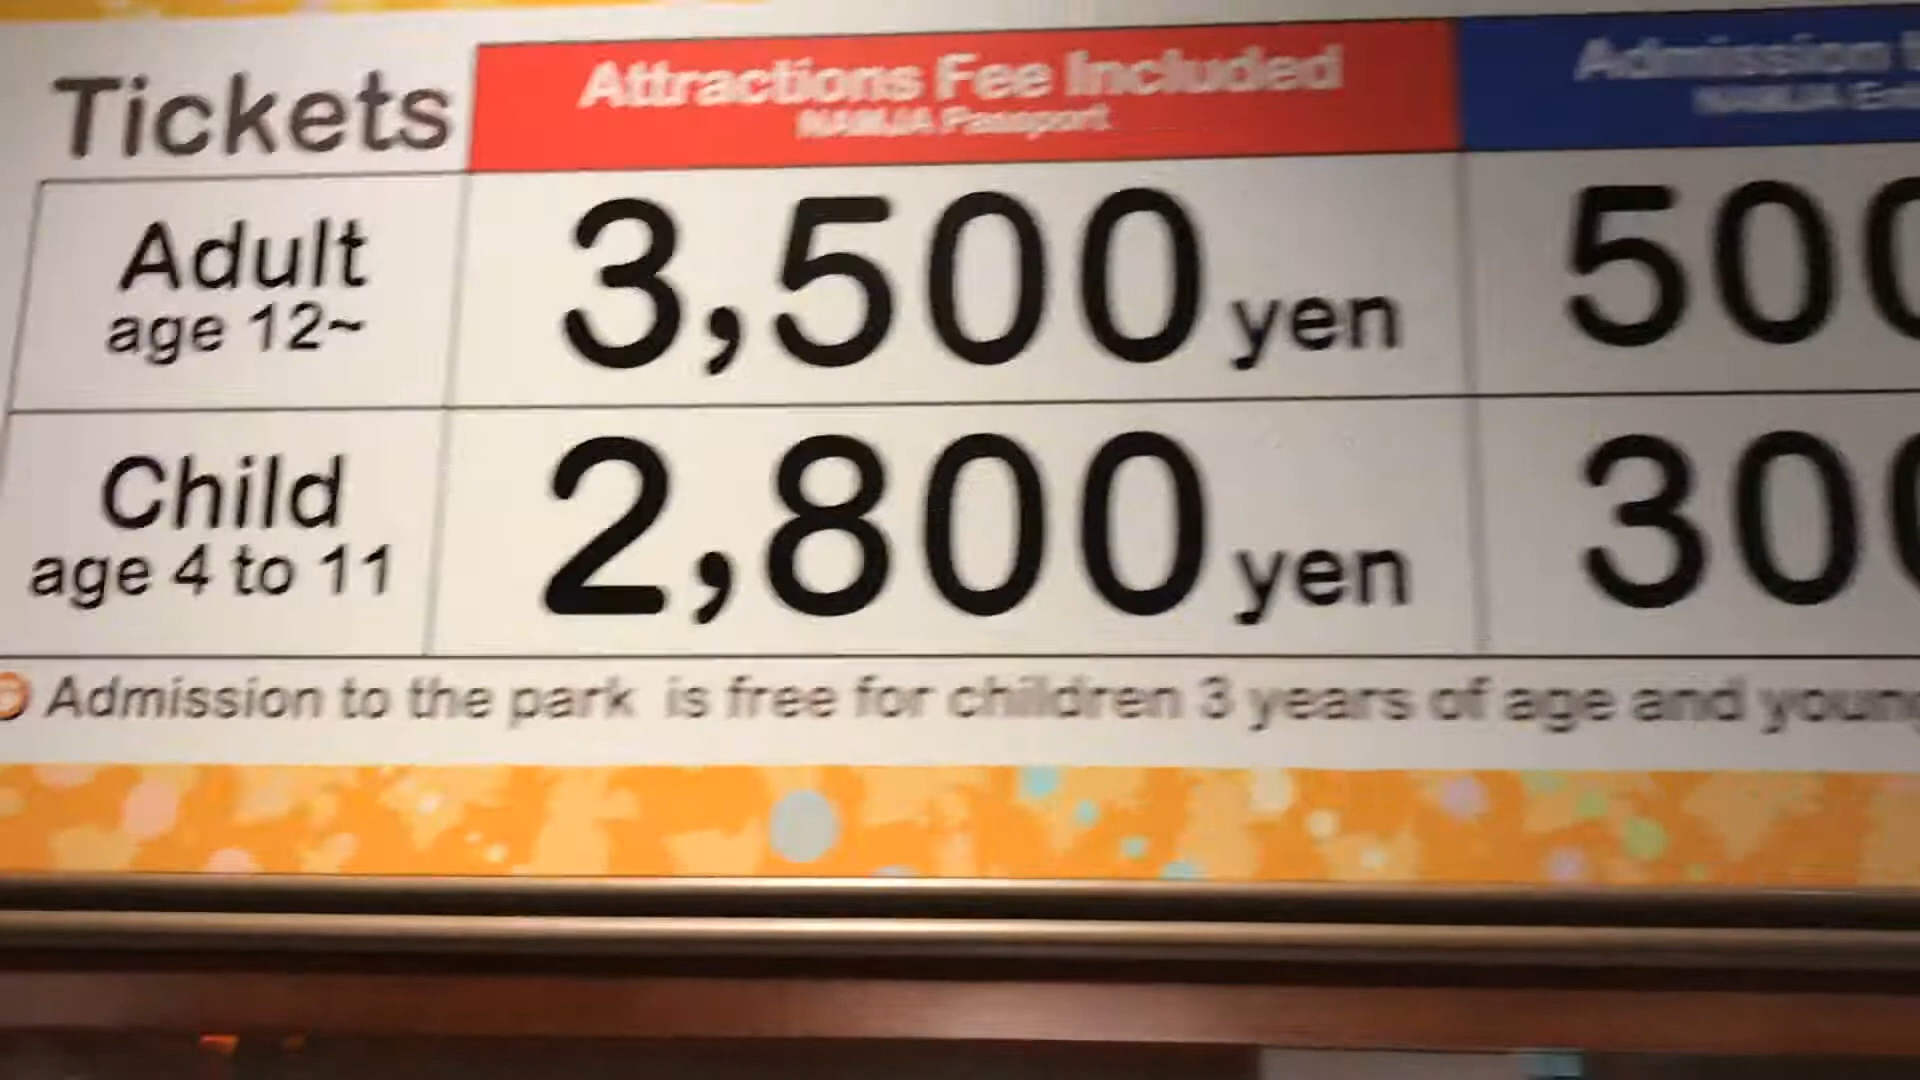 Tickets
Attractions Fee Included
NAMJA Passport
Admission
NAMJA
Adult
age 12~
3,500 yen
500
Child
age 4 to 11
2,800 yen
300
Admission to the park is free for children 3 years of age and young